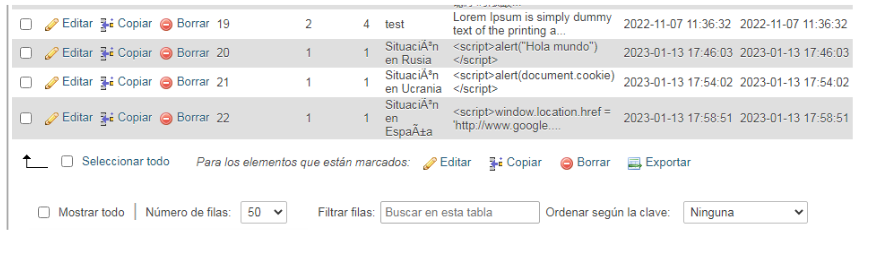 Editar Copiar Borrar 19 2 4 test Lorem Ipsum is simply dummy 2022-11-07 11:36:32 2022-11-07 11:36:32
text of the printing a...
Editar Copiar Borrar 20 1 1 SituaciÃªn <script>alert("Hola mundo") 2023-01-13 17:46:03 2023-01-13 17:46:03
en Rusia </script>
Editar Copiar Borrar 21 1 1 SituaciÃªn <script>alert(document.cookie) 2023-01-13 17:54:02 2023-01-13 17:54:02
en Ucrania </script>
Editar Copiar Borrar 22 1 1 SituaciÃªn <script>window.location.href = 2023-01-13 17:58:51 2023-01-13 17:58:51
en 'http://www.google....
EspaÃ±a
Seleccionar todo Para los elementos que están marcados: Editar Copiar Borrar Exportar
Mostrar todo | Número de filas: 50 Filtrar filas: Buscar en esta tabla Ordenar según la clave: Ninguna